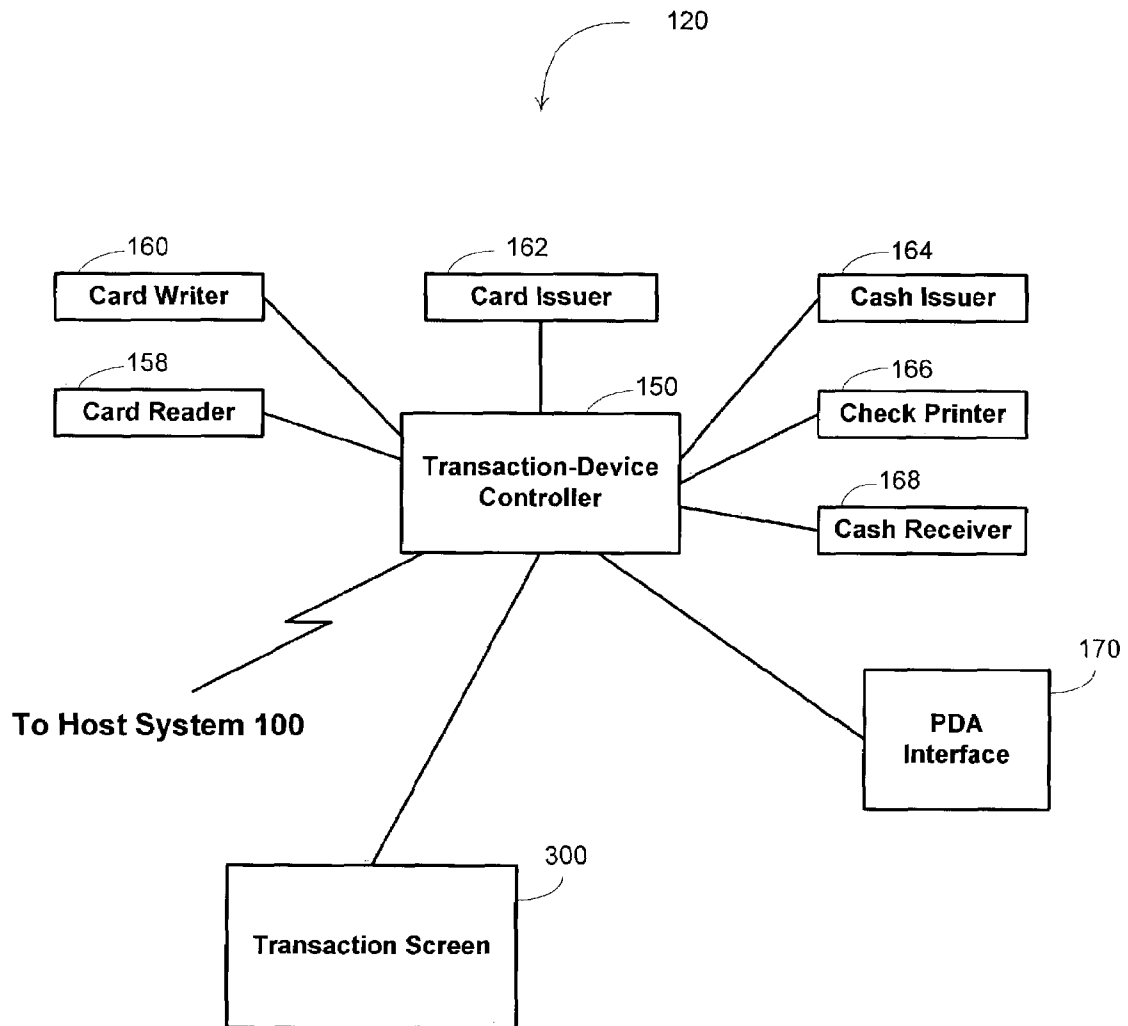 120
160
162
164
Card Writer
Card Issuer
Cash Issuer
158
150
166
Card Reader
Check Printer
Transaction-Device
Controller
168
Cash Receiver
170
To Host System 100
PDA
Interface
300
Transaction Screen